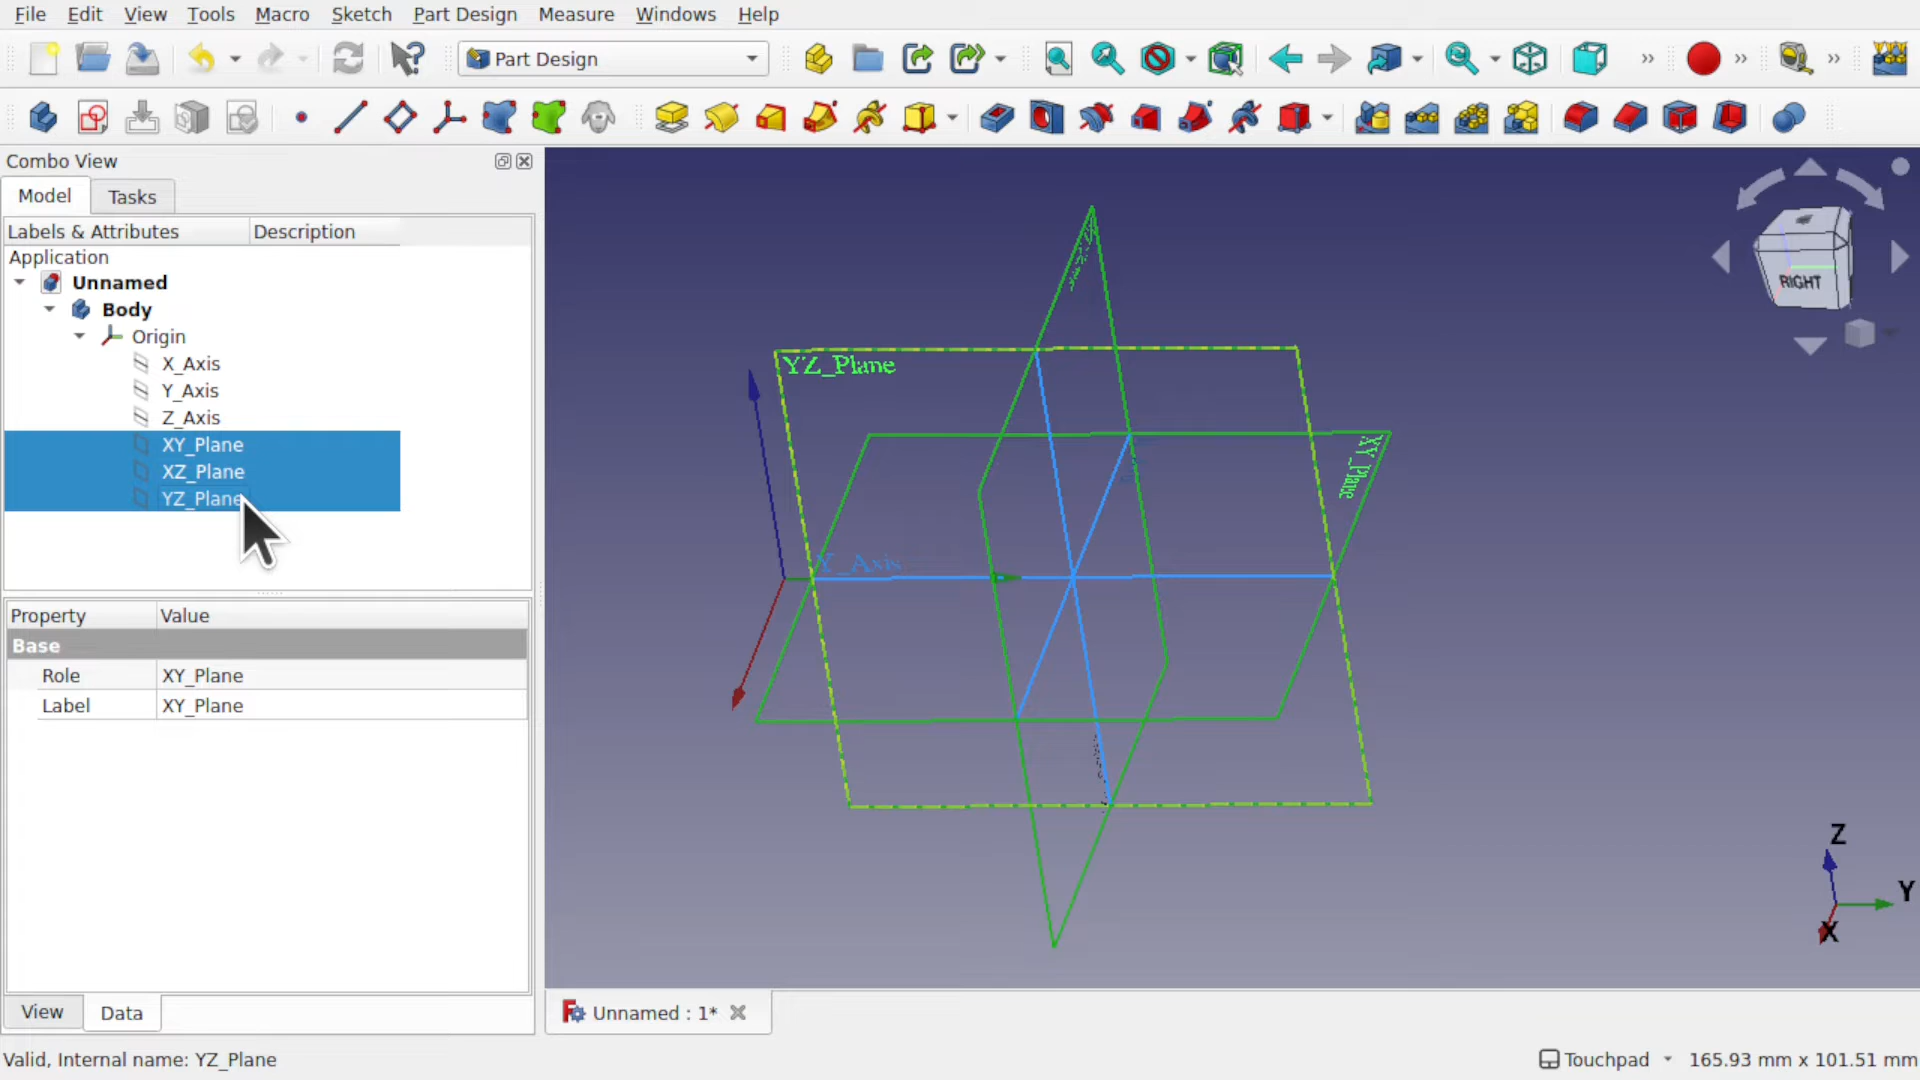 File Edit View Tools Macro Sketch Part Design Measure Windows Help
Part Design
Combo View
Model Tasks
Labels & Attributes Description
Application
Unnamed
Body
Origin
X_Axis
Y_Axis
Z_Axis
XY_Plane
XZ_Plane
YZ_Plane
Property Value
Base
Role XY_Plane
Label XY_Plane
View Data
YZ_Plane
XY_Plane
Y_Axis
RIGHT
Z
Y
X
Unnamed : 1*
Valid, Internal name: YZ_Plane
Touchpad 165.93 mm x 101.51 mm